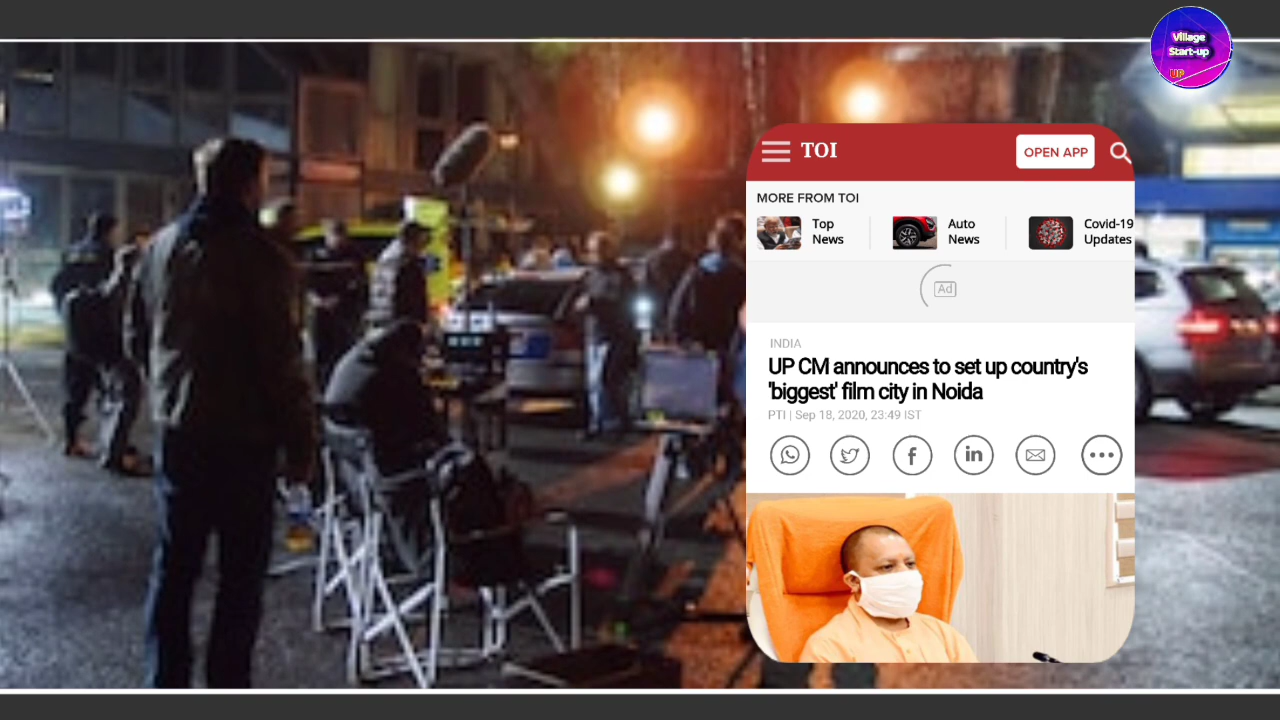 Village
Start-up
UP
TOI
OPEN APP
MORE FROM TOI
Top
News
Auto
News
Covid-19
Updates
Ad
INDIA
UP CM announces to set up country's
'biggest' film city in Noida
PTI | Sep 18, 2020, 23:49 IST